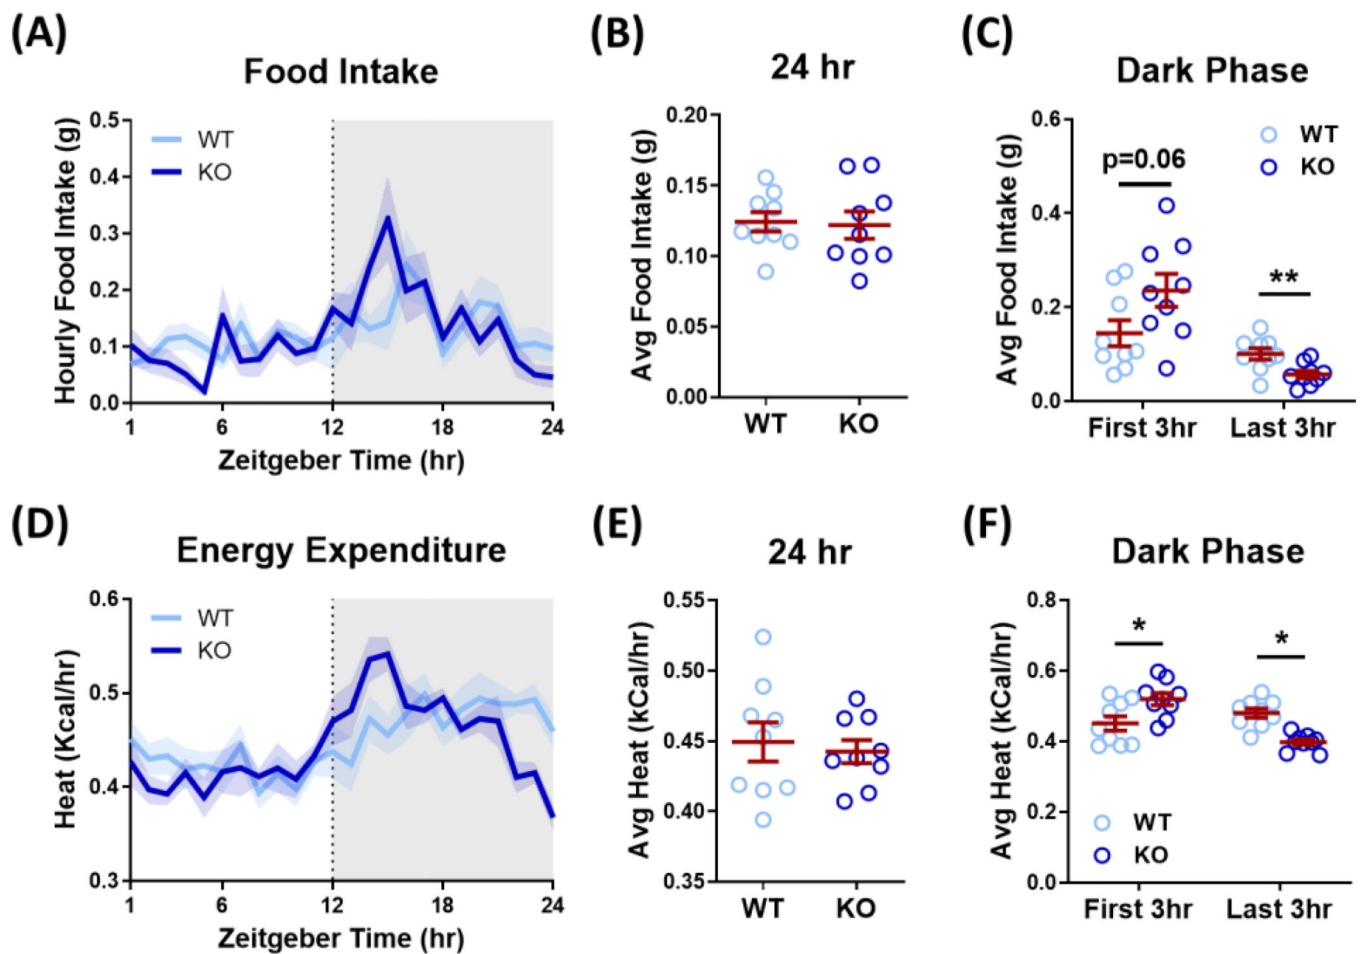 (A)
Food Intake
Hourly Food Intake (g)
0.5
0.4
0.3
0.2
0.1
0.0
WT
KO
1 6 12 18 24
Zeitgeber Time (hr)
(B)
24 hr
Avg Food Intake (g)
0.20
0.15
0.10
0.05
0.00
WT KO
(C)
Dark Phase
Avg Food Intake (g)
0.6
0.4
0.2
0.0
WT
KO
p=0.06
**
First 3hr Last 3hr
(D)
Energy Expenditure
Heat (Kcal/hr)
0.6
0.5
0.4
0.3
WT
KO
1 6 12 18 24
Zeitgeber Time (hr)
(E)
24 hr
Avg Heat (kCal/hr)
0.55
0.50
0.45
0.40
0.35
WT KO
(F)
Dark Phase
Avg Heat (kCal/hr)
0.8
0.6
0.4
0.2
0.0
* *
WT
KO
First 3hr Last 3hr